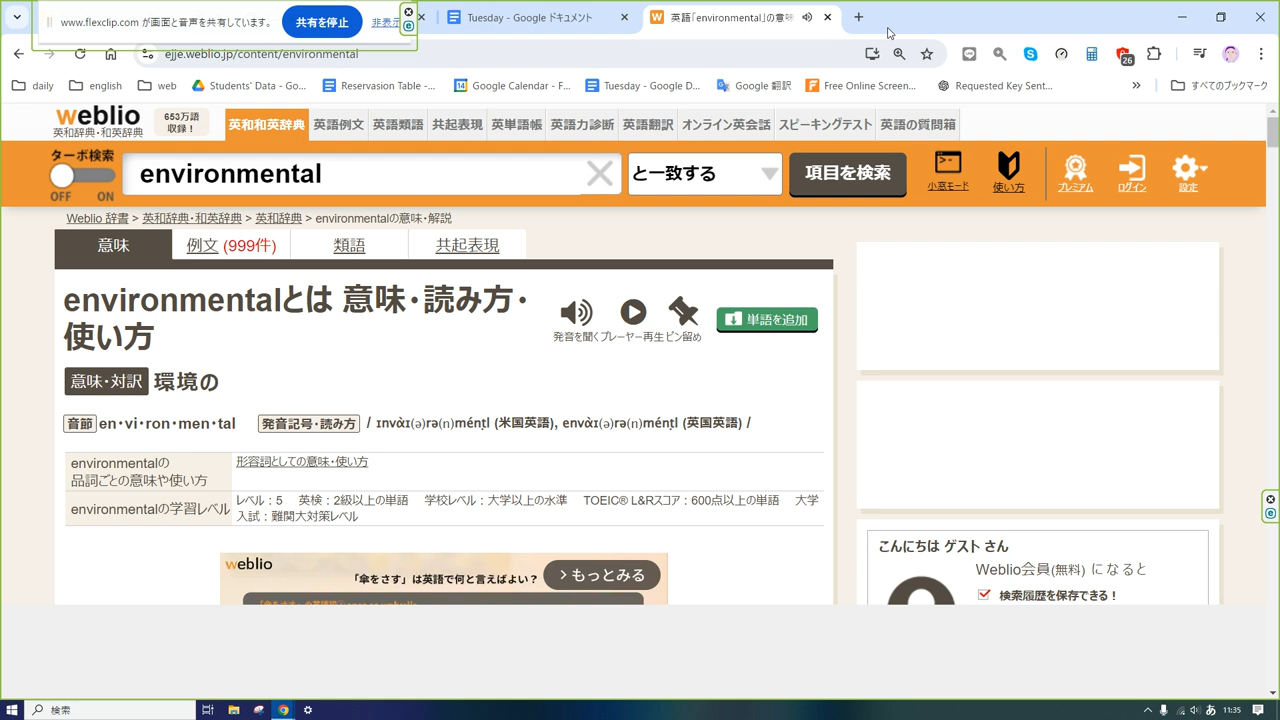 www.flexclip.com が画面と音声を共有しています。 共有を停止 非表示
Tuesday - Google ドキュメント
英語「environmental」の意味
ejje.weblio.jp/content/environmental
26
daily english web Students' Data - Go... Reservasion Table -... Google Calendar - F... Tuesday - Google D... Google 翻訳 Free Online Screen... Requested Key Sent... » すべてのブックマーク
weblio
英和辞典・和英辞典
653万語
収録！
英和和英辞典 英語例文 英語類語 共起表現 英単語帳 英語力診断 英語翻訳 オンライン英会話 スピーキングテスト 英語の質問箱
ターボ検索
OFF ON
environmental
と一致する
項目を検索
小窓モード 使い方 プレミアム ログイン 設定
Weblio 辞書 > 英和辞典・和英辞典 > 英和辞典 > environmentalの意味・解説
意味 例文 (999件) 類語 共起表現
environmentalとは 意味・読み方・
使い方
発音を聞く プレーヤー再生 ピン留め
単語を追加
意味・対訳 環境の
音節 en・vi・ron・men・tal 発音記号・読み方 / ɪnvὰɪ(ə)rə(n)ménṭl (米国英語), envὰɪ(ə)rə(n)ménṭl (英国英語) /
environmentalの
品詞ごとの意味や使い方
形容詞としての意味・使い方
environmentalの学習レベル
レベル：5 英検：2級以上の単語 学校レベル：大学以上の水準 TOEIC® L&Rスコア：600点以上の単語 大学
入試：難関大対策レベル
weblio
「傘をさす」は英語で何と言えばよい？
もっとみる
こんにちは ゲスト さん
Weblio会員(無料) になると
検索履歴を保存できる！
検索
あ 11:35